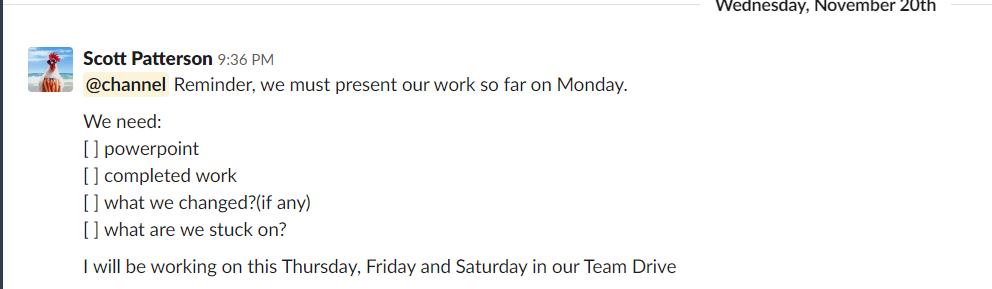 Wednesday, November 20th
Scott Patterson 9:36 PM
@channel Reminder, we must present our work so far on Monday.
We need:
[ ] powerpoint
[ ] completed work
[ ] what we changed?(if any)
[ ] what are we stuck on?
I will be working on this Thursday, Friday and Saturday in our Team Drive